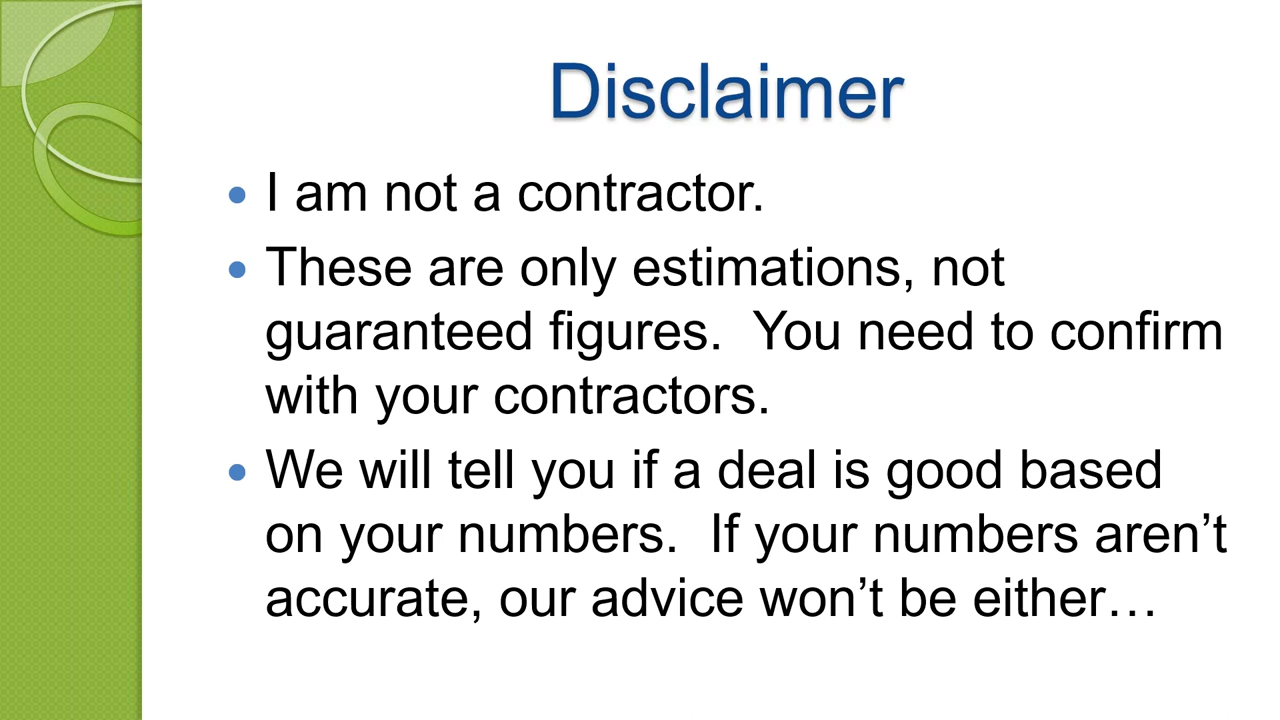 Disclaimer
• I am not a contractor.
• These are only estimations, not
guaranteed figures.  You need to confirm
with your contractors.
• We will tell you if a deal is good based
on your numbers.  If your numbers aren’t
accurate, our advice won’t be either…